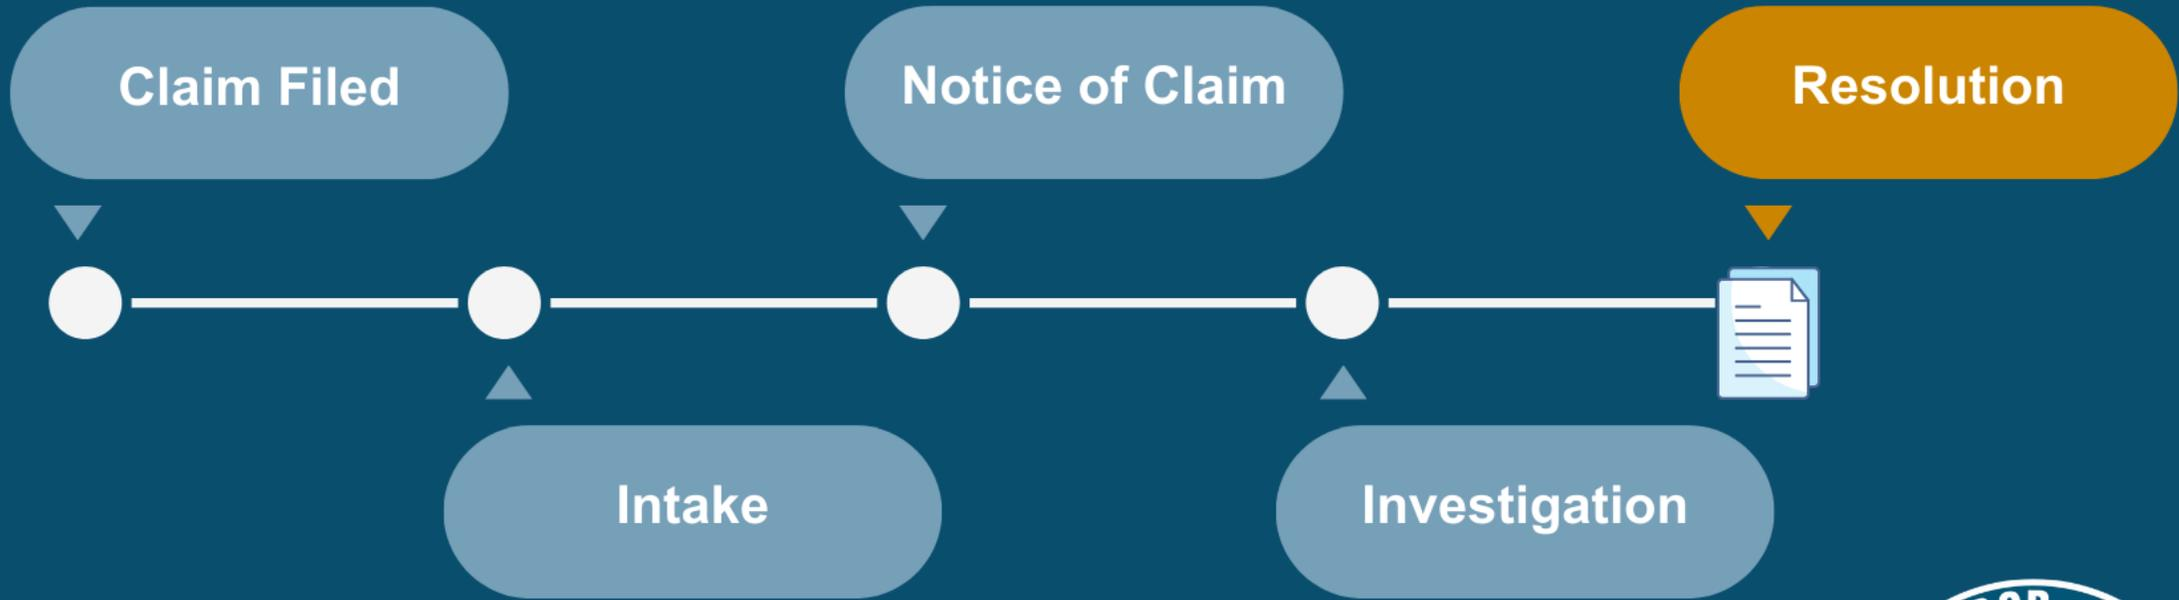 Claim Filed
Notice of Claim
Resolution
Intake
Investigation